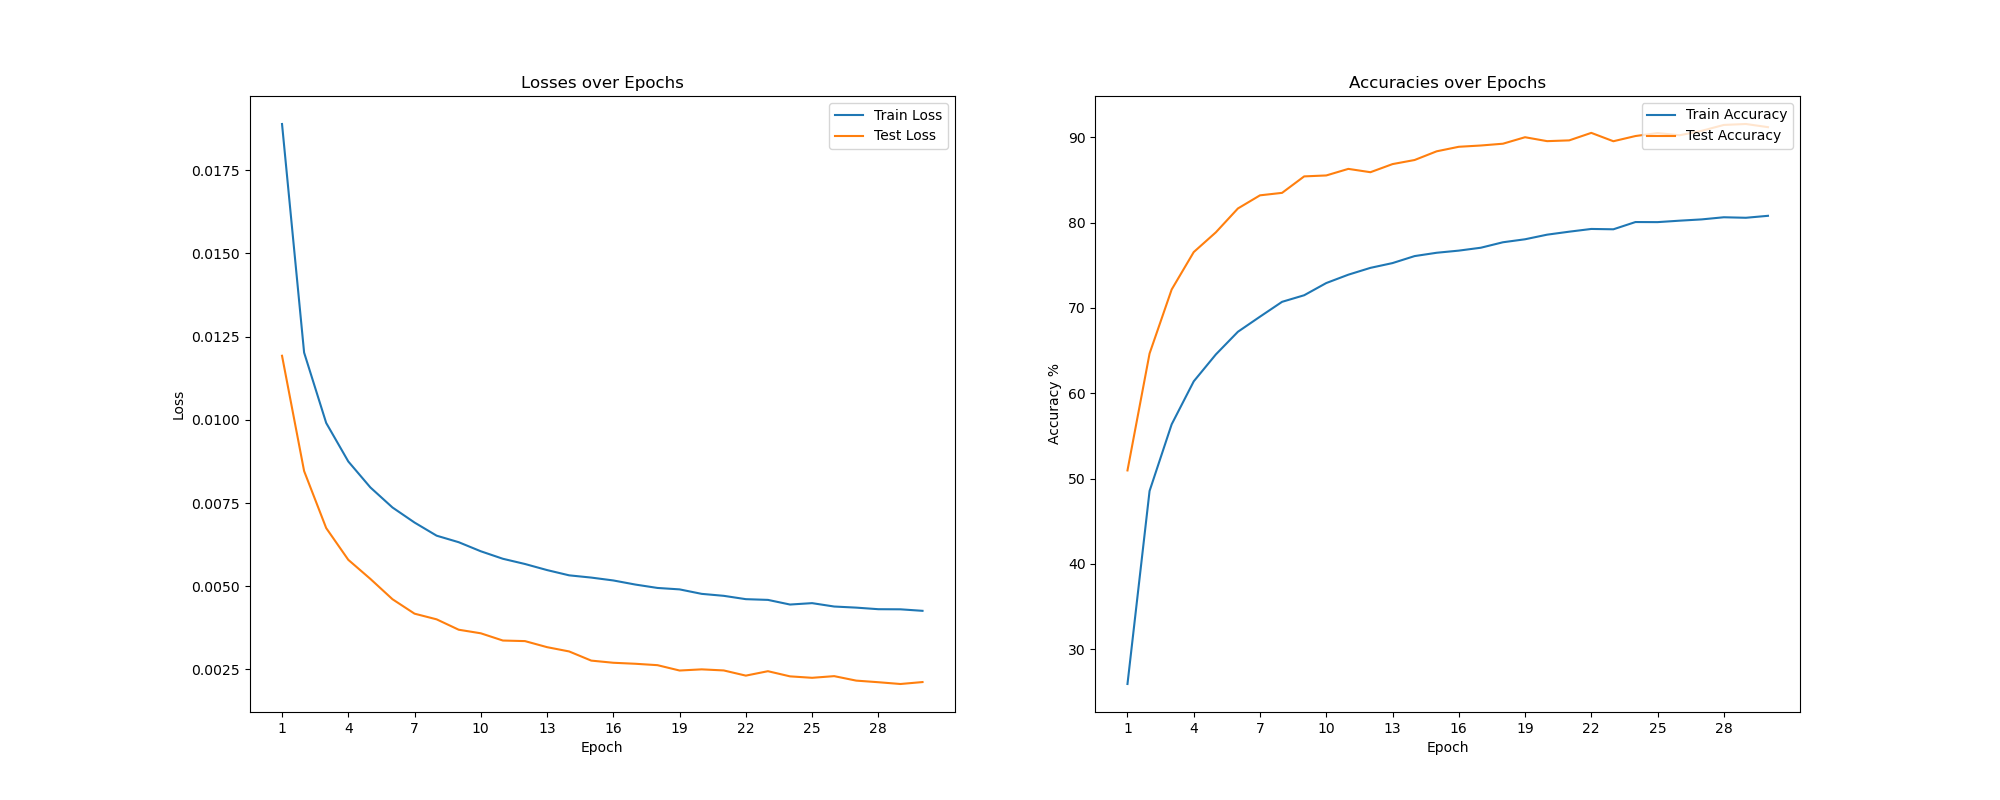 Losses over Epochs
Train Loss
Test Loss
0.0175
0.0150
0.0125
0.0100
0.0075
0.0050
0.0025
Loss
1 4 7 10 13 16 19 22 25 28
Epoch
Accuracies over Epochs
Train Accuracy
Test Accuracy
90
80
70
60
50
40
30
Accuracy %
1 4 7 10 13 16 19 22 25 28
Epoch